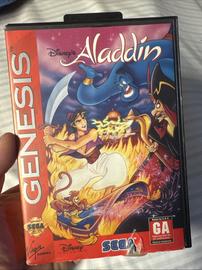 GENESIS
Disney's
Aladdin
GA
SEGA
Virgin
Disney
SEGA